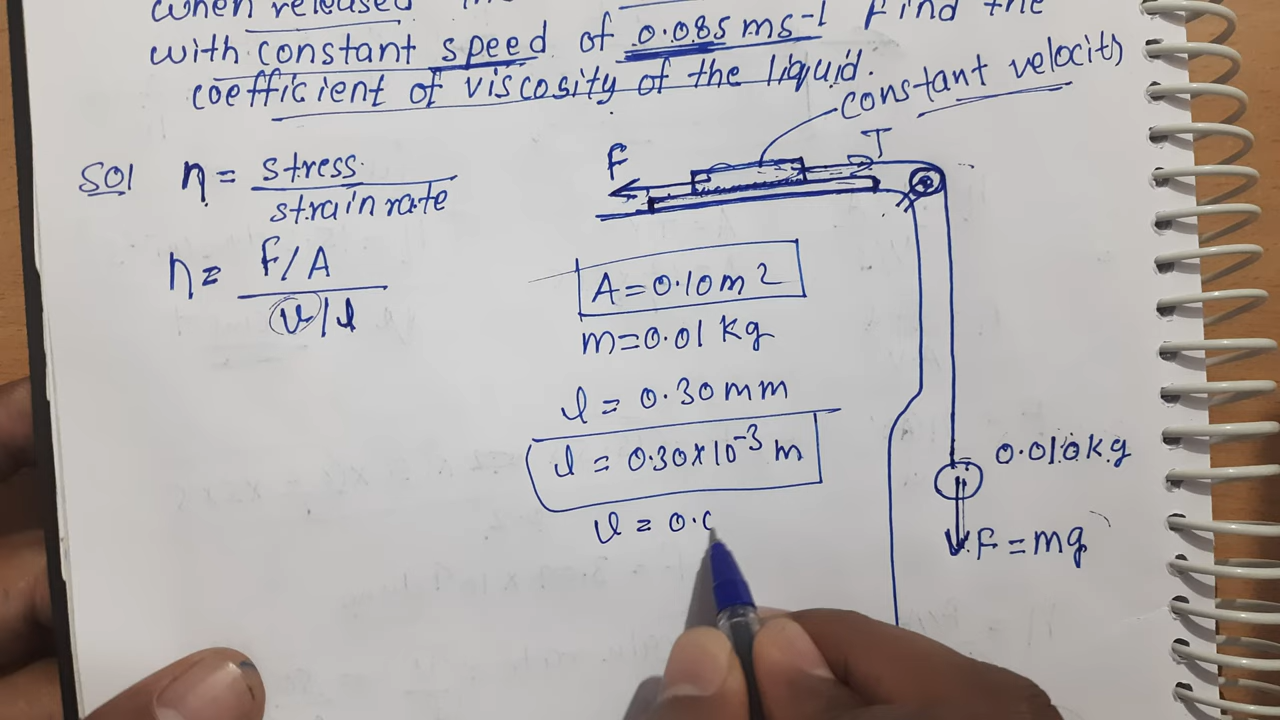 when released
with constant speed of 0.085 ms-1 Find the
coefficient of viscosity of the liquid.
constant velocity
F
T
Sol η = stress / strain rate
η = F/A / v/l
A = 0.10 m2
m = 0.01 kg
l = 0.30 mm
l = 0.30 × 10-3 m
v = 0.0
0.010 kg
F = mg